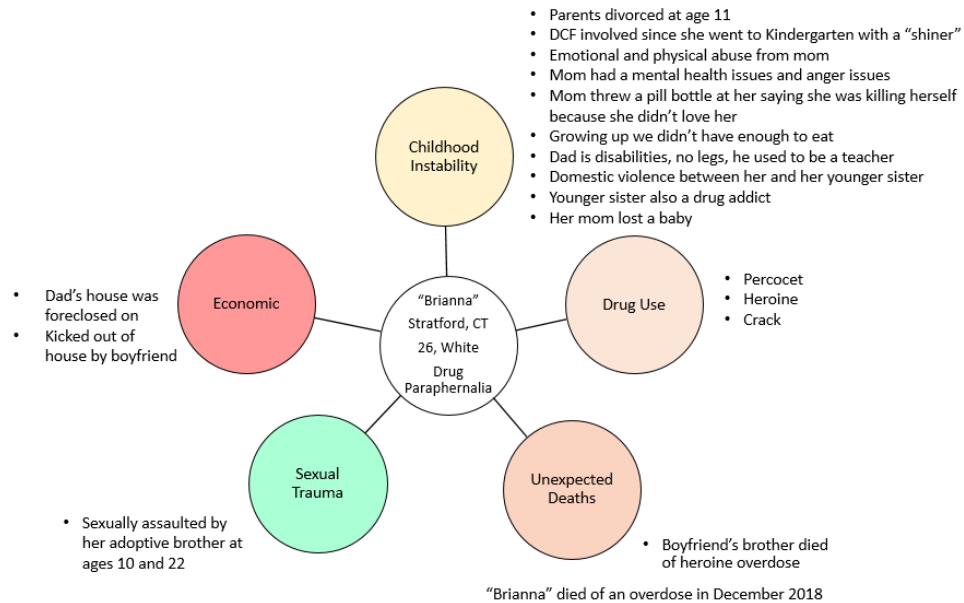 • Parents divorced at age 11
• DCF involved since she went to Kindergarten with a “shiner”
• Emotional and physical abuse from mom
• Mom had a mental health issues and anger issues
• Mom threw a pill bottle at her saying she was killing herself
because she didn’t love her
• Growing up we didn’t have enough to eat
• Dad is disabilities, no legs, he used to be a teacher
• Domestic violence between her and her younger sister
• Younger sister also a drug addict
• Her mom lost a baby
Childhood
Instability
• Dad’s house was
foreclosed on
• Kicked out of
house by boyfriend
Economic
“Brianna”
Stratford, CT
26, White
Drug
Paraphernalia
Drug Use
• Percocet
• Heroine
• Crack
Sexual
Trauma
• Sexually assaulted by
her adoptive brother at
ages 10 and 22
Unexpected
Deaths
• Boyfriend’s brother died
of heroine overdose
“Brianna” died of an overdose in December 2018